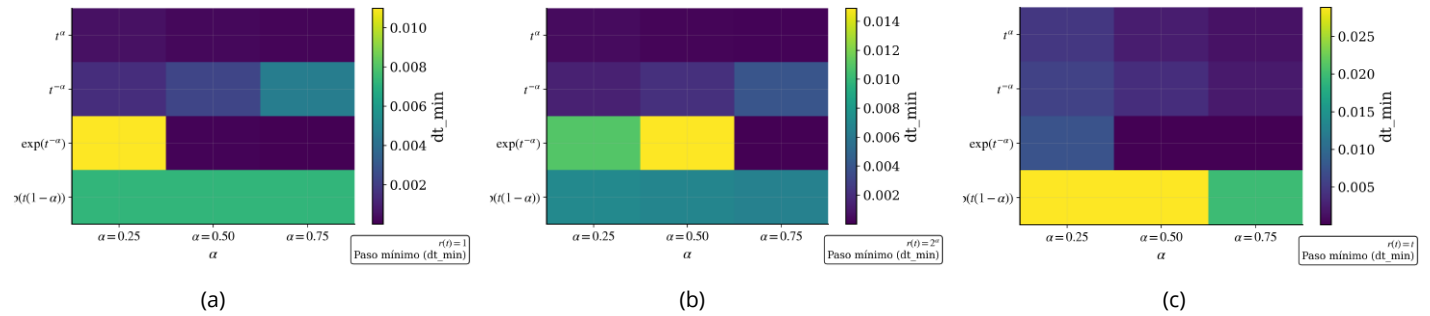 t^α
t^−α
exp(t^−α)
(t(1 − α))
α = 0.25
α = 0.50
α = 0.75
α
0.010
0.008
0.006
0.004
0.002
dt_min
r(t) = 1
Paso mínimo (dt_min)
(a)
t^α
t^−α
exp(t^−α)
(t(1 − α))
α = 0.25
α = 0.50
α = 0.75
α
0.014
0.012
0.010
0.008
0.006
0.004
0.002
dt_min
r(t) = 2^α
Paso mínimo (dt_min)
(b)
t^α
t^−α
exp(t^−α)
(t(1 − α))
α = 0.25
α = 0.50
α = 0.75
α
0.025
0.020
0.015
0.010
0.005
dt_min
r(t) = t
Paso mínimo (dt_min)
(c)